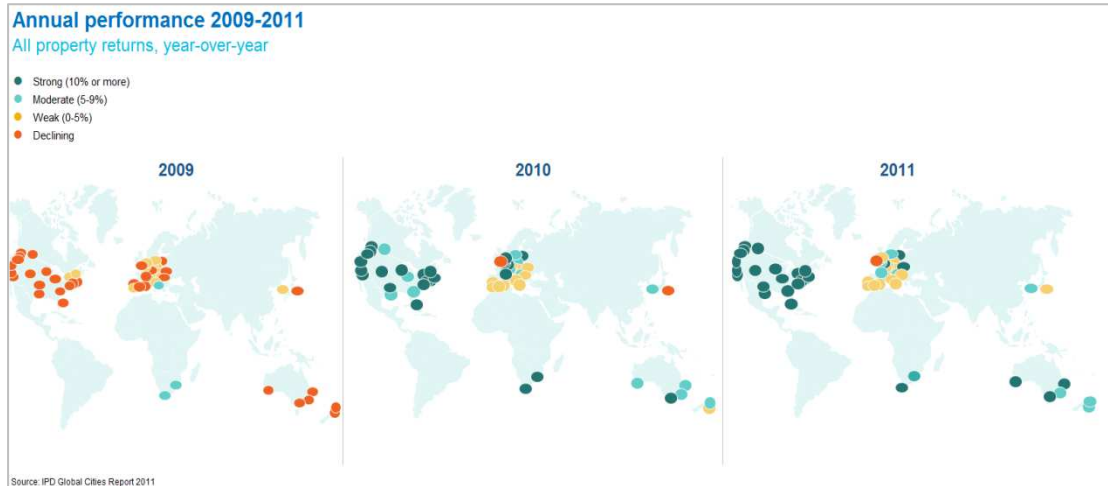 Annual performance 2009-2011
All property returns, year-over-year
Strong (10% or more)
Moderate (5-9%)
Weak (0-5%)
Declining
2009
2010
2011
Source: IPD Global Cities Report 2011